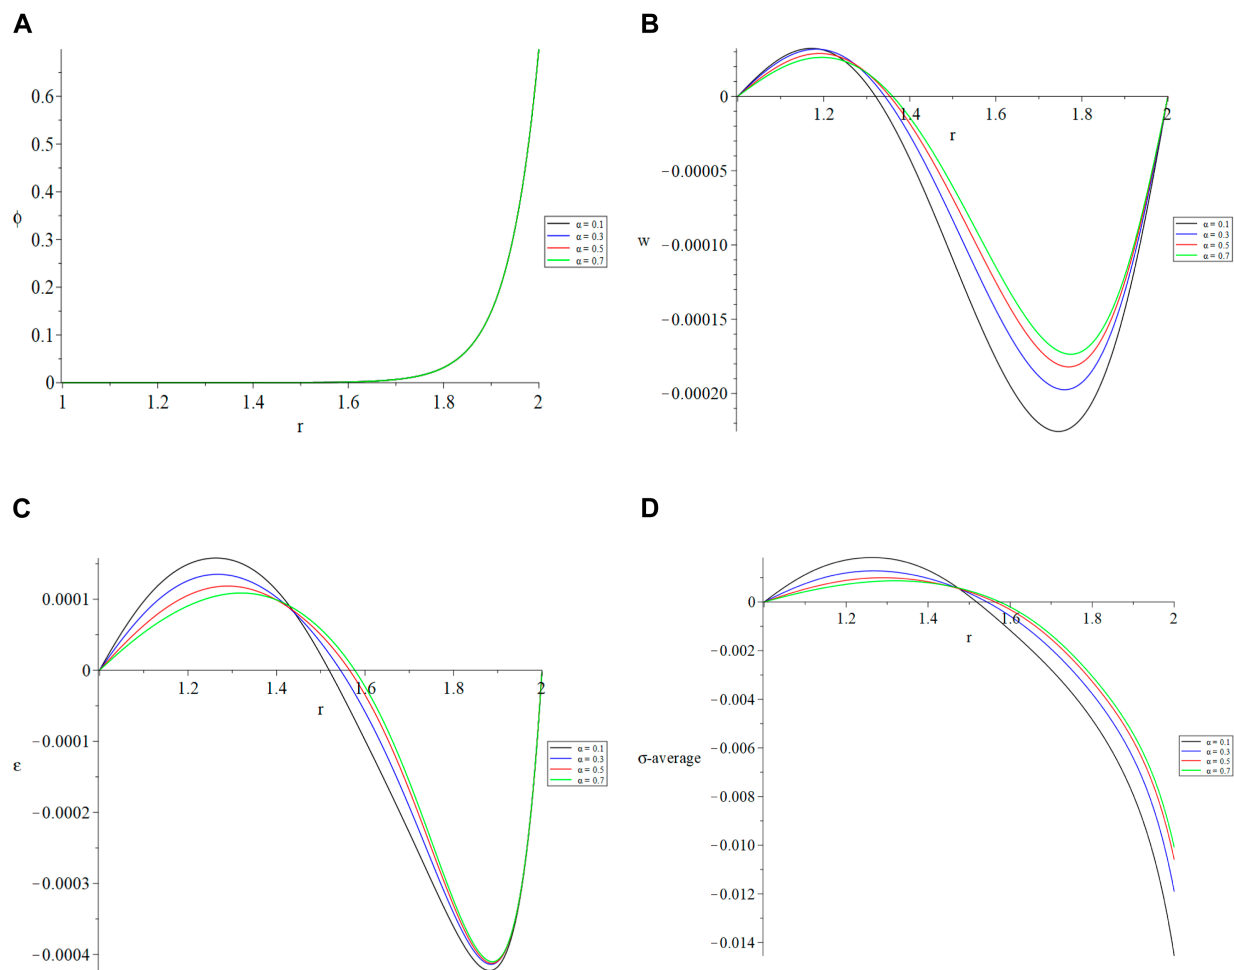 A
0.6
0.5
0.4
ϕ
0.3
0.2
0.1
0
1 1.2 1.4 1.6 1.8 2
r
α = 0.1
α = 0.3
α = 0.5
α = 0.7
B
0
1.2 1.4 1.6 1.8 2
r
−0.00005
w
−0.00010
−0.00015
−0.00020
α = 0.1
α = 0.3
α = 0.5
α = 0.7
C
0.0001
0
1.2 1.4 1.6 1.8 2
r
−0.0001
ε
−0.0002
−0.0003
−0.0004
α = 0.1
α = 0.3
α = 0.5
α = 0.7
D
0
1.2 1.4 1.6 1.8 2
r
−0.002
−0.004
−0.006
σ-average
−0.008
−0.010
−0.012
−0.014
α = 0.1
α = 0.3
α = 0.5
α = 0.7